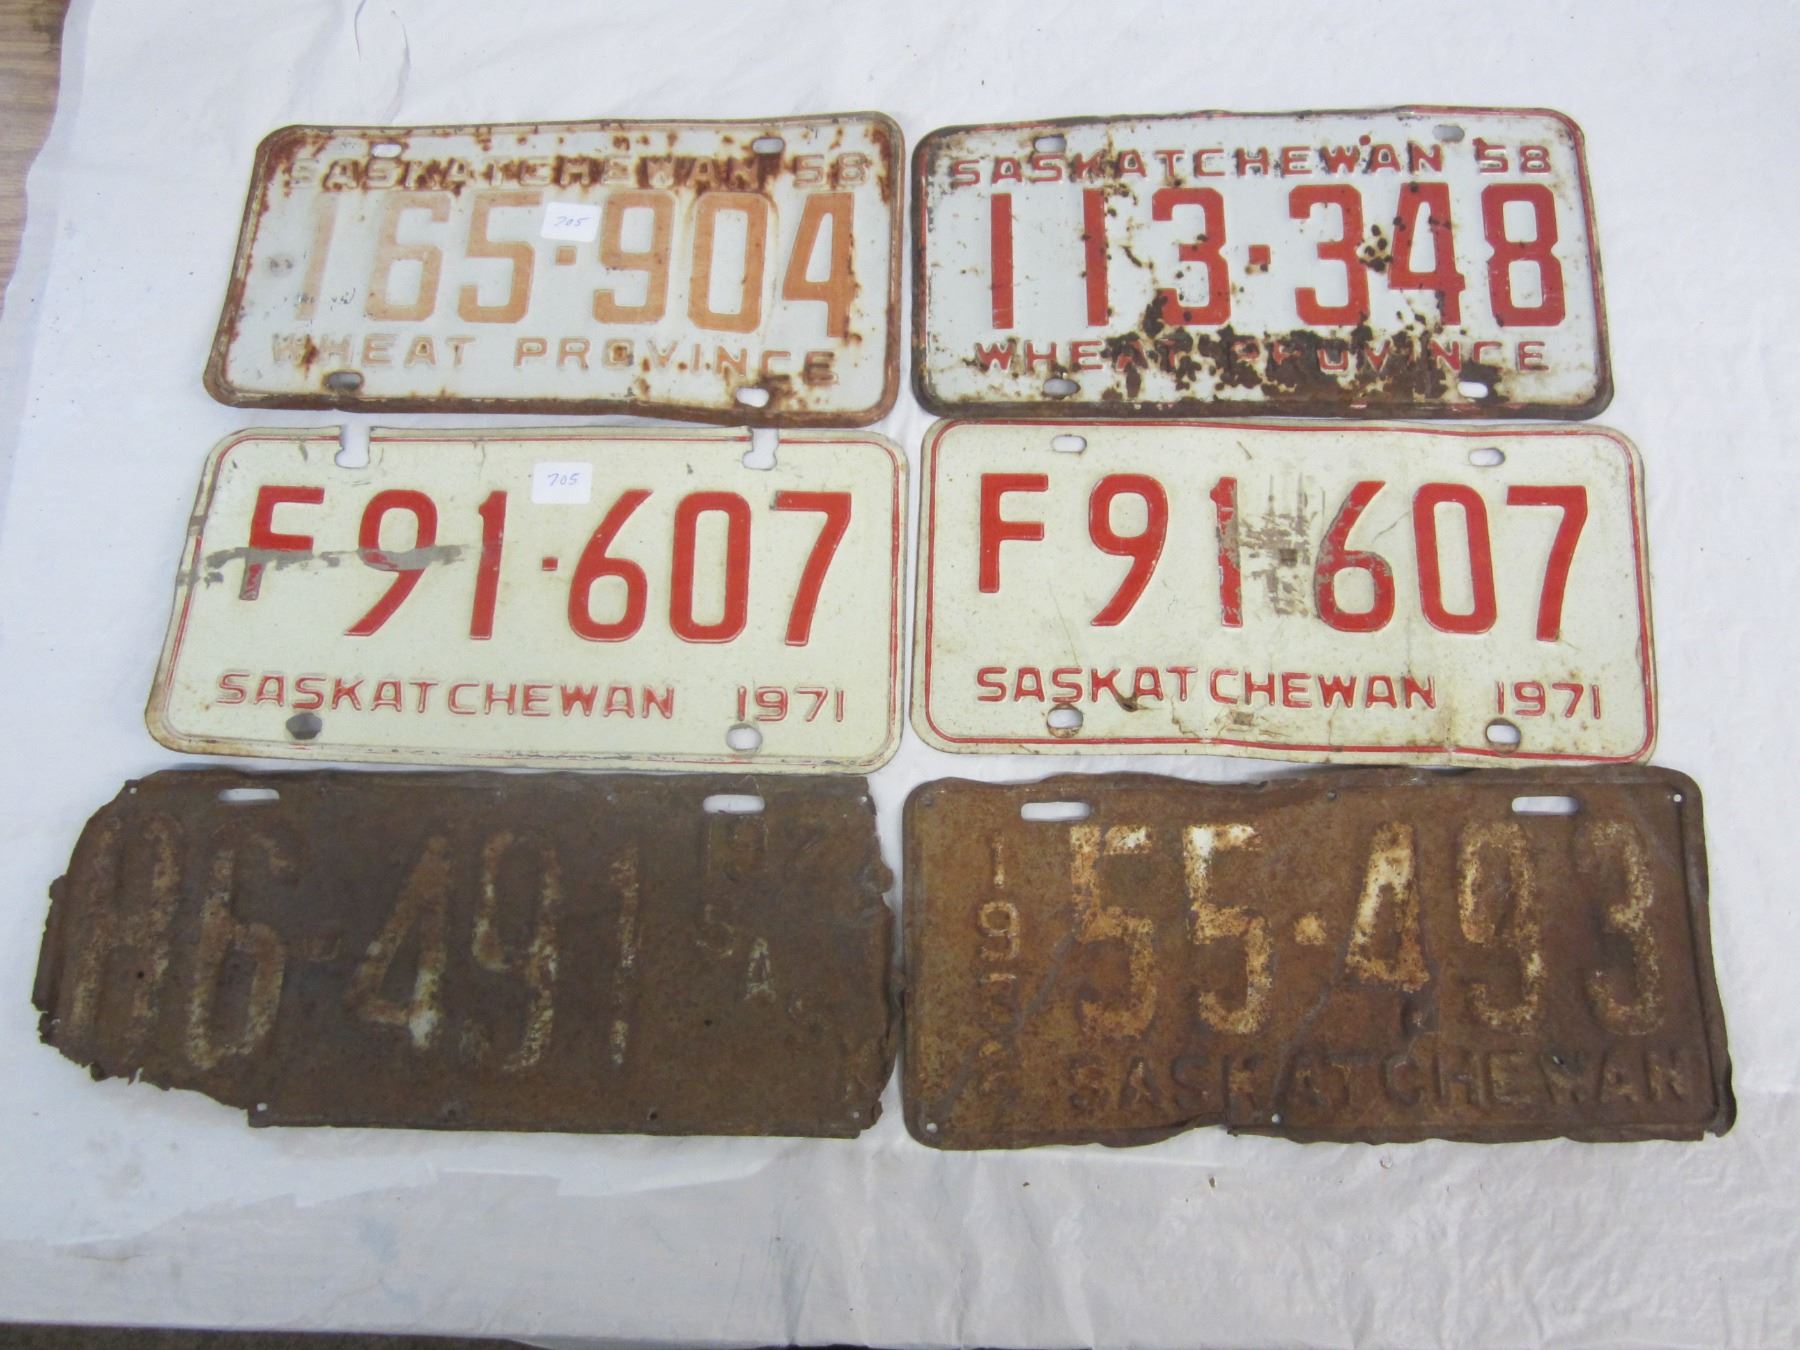 SASKATCHEWAN 58
165·904
WHEAT PROVINCE
705
SASKATCHEWAN 58
113·348
WHEAT PROVINCE
F91·607
705
SASKATCHEWAN 1971
F91·607
SASKATCHEWAN 1971
6-491
55·493
SASKATCHEWAN